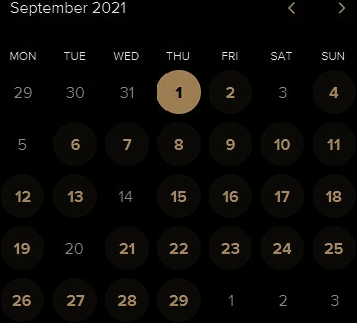 September 2021 < >
MON TUE WED THU FRI SAT SUN
29 30 31 1 2 3 4
5 6 7 8 9 10 11
12 13 14 15 16 17 18
19 20 21 22 23 24 25
26 27 28 29 1 2 3